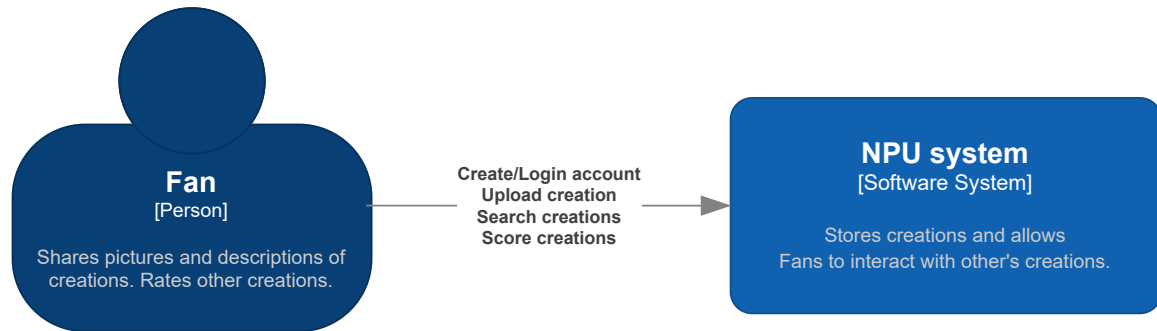 Fan
[Person]
Shares pictures and descriptions of
creations. Rates other creations.
Create/Login account
Upload creation
Search creations
Score creations
NPU system
[Software System]
Stores creations and allows
Fans to interact with other's creations.